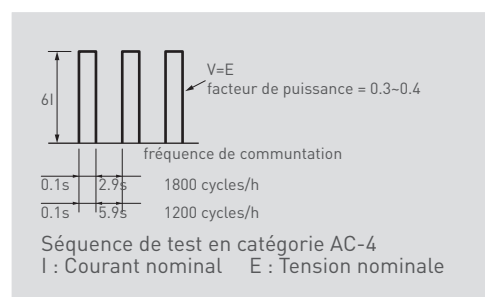 V=E
facteur de puissance = 0.3~0.4
6I
fréquence de communtation
0.1s 2.9s 1800 cycles/h
0.1s 5.9s 1200 cycles/h
Séquence de test en catégorie AC-4
I : Courant nominal E : Tension nominale